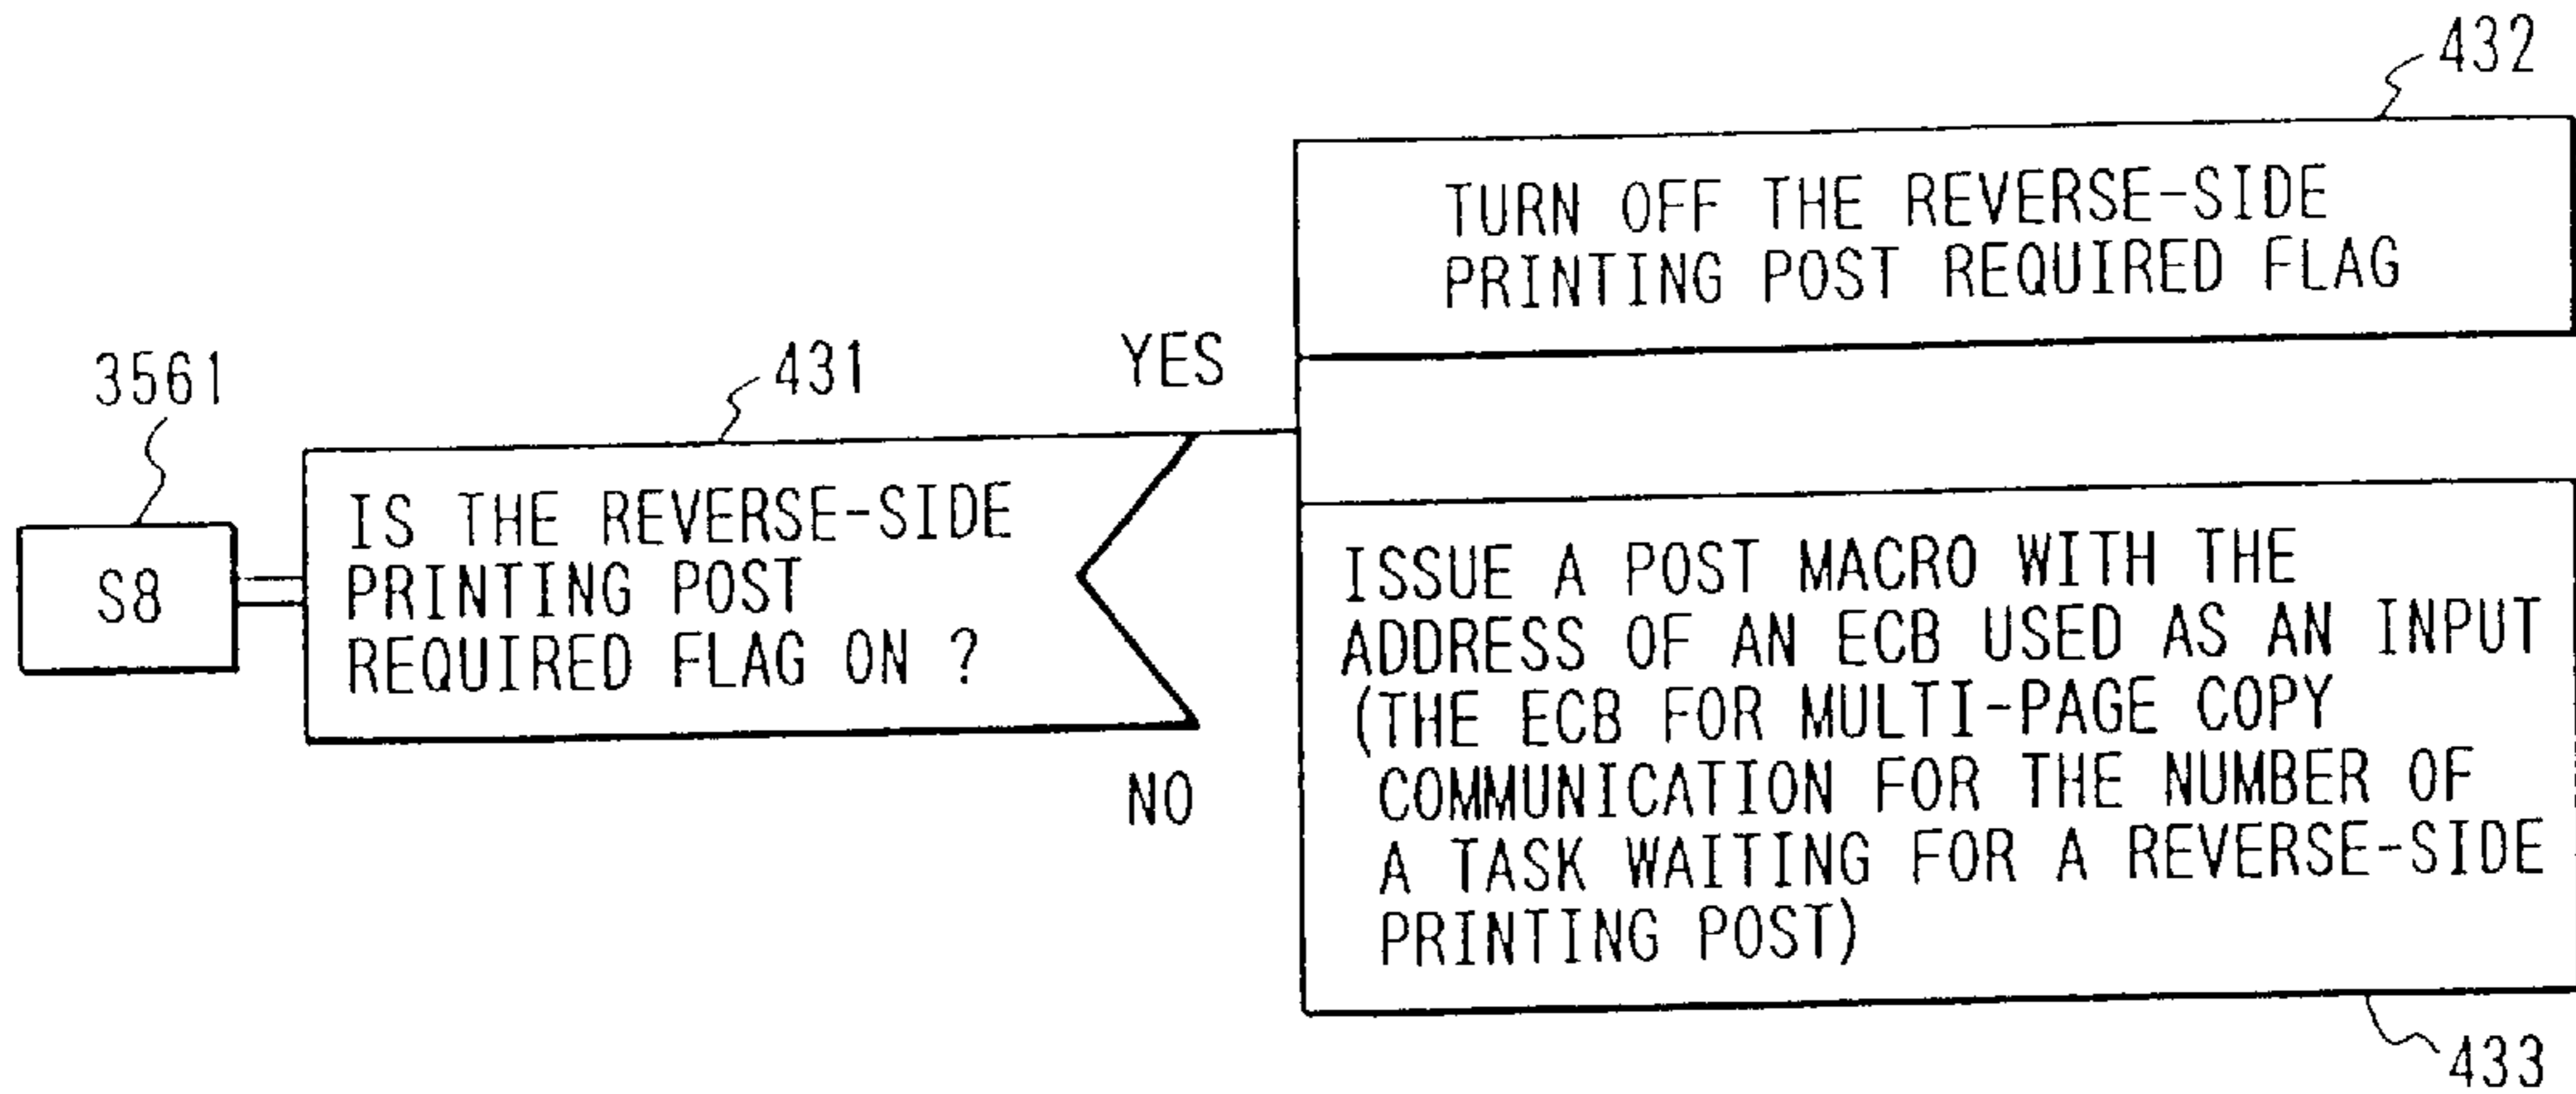 432
TURN OFF THE REVERSE-SIDE
PRINTING POST REQUIRED FLAG
YES
431
3561
S8
IS THE REVERSE-SIDE
PRINTING POST
REQUIRED FLAG ON ?
NO
ISSUE A POST MACRO WITH THE
ADDRESS OF AN ECB USED AS AN INPUT
(THE ECB FOR MULTI-PAGE COPY
COMMUNICATION FOR THE NUMBER OF
A TASK WAITING FOR A REVERSE-SIDE
PRINTING POST)
433